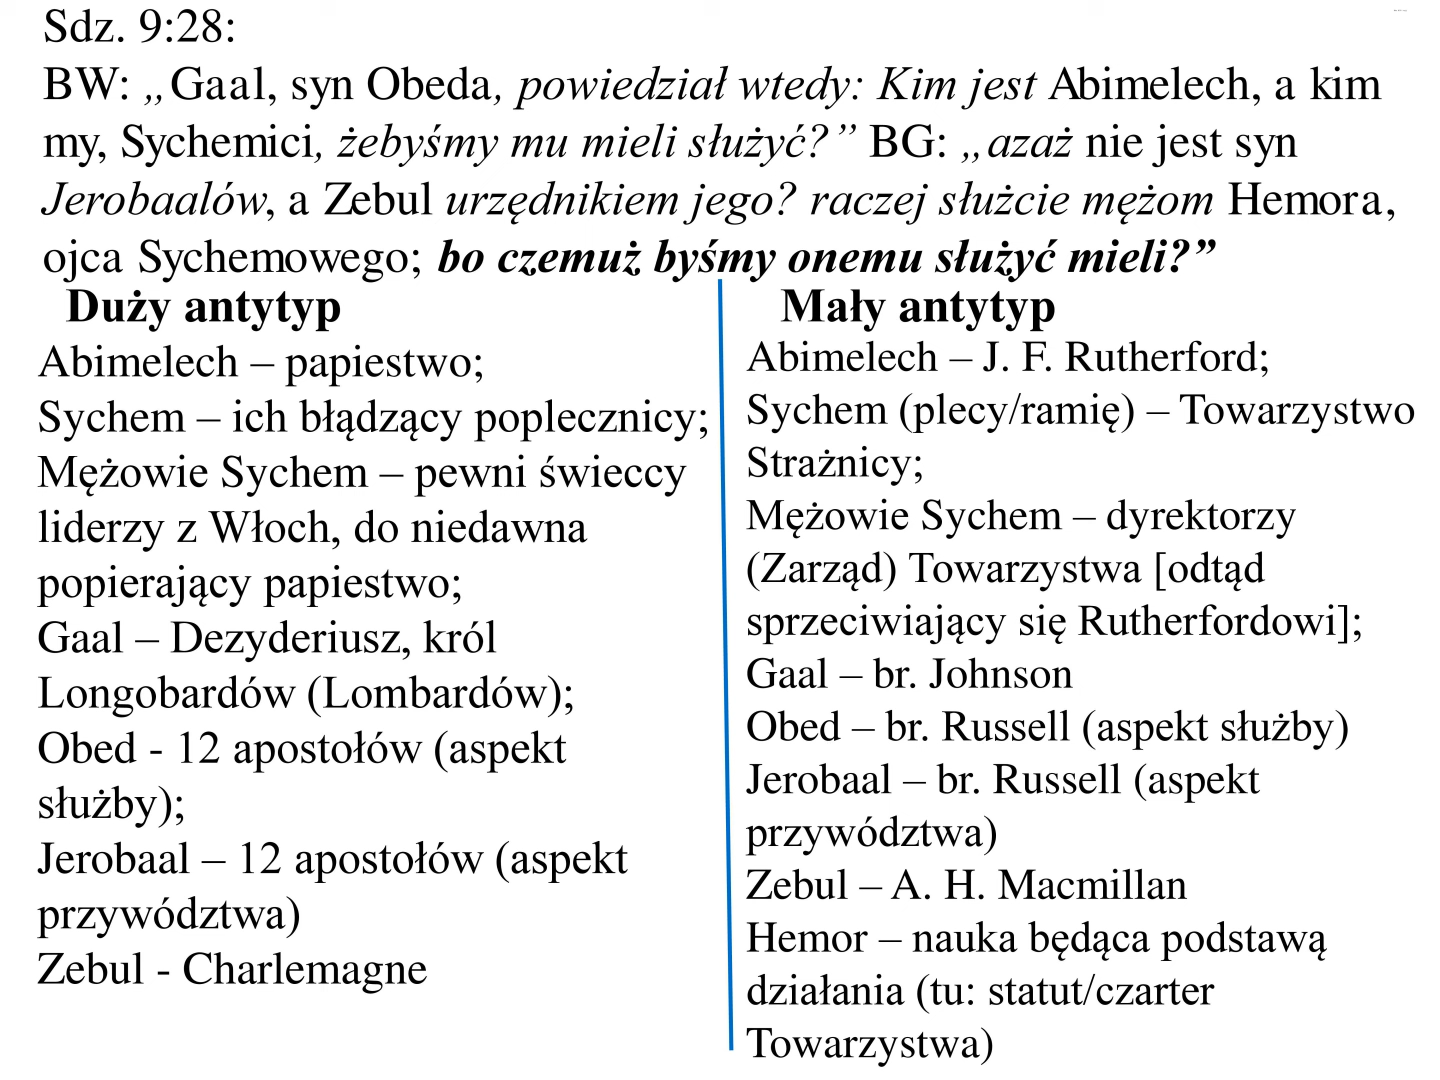 Sdz. 9:28:
BW: „Gaal, syn Obeda, powiedział wtedy: Kim jest Abimelech, a kim
my, Sychemici, żebyśmy mu mieli służyć?” BG: „azaż nie jest syn
Jerobaalów, a Zebul urzędnikiem jego? raczej służcie mężom Hemora,
ojca Sychemowego; bo czemuż byśmy onemu służyć mieli?”
Duży antytyp
Abimelech – papiestwo;
Sychem – ich błądzący poplecznicy;
Mężowie Sychem – pewni świeccy
liderzy z Włoch, do niedawna
popierający papiestwo;
Gaal – Dezyderiusz, król
Longobardów (Lombardów);
Obed - 12 apostołów (aspekt
służby);
Jerobaal – 12 apostołów (aspekt
przywództwa)
Zebul - Charlemagne
Mały antytyp
Abimelech – J. F. Rutherford;
Sychem (plecy/ramię) – Towarzystwo
Strażnicy;
Mężowie Sychem – dyrektorzy
(Zarząd) Towarzystwa [odtąd
sprzeciwiający się Rutherfordowi];
Gaal – br. Johnson
Obed – br. Russell (aspekt służby)
Jerobaal – br. Russell (aspekt
przywództwa)
Zebul – A. H. Macmillan
Hemor – nauka będąca podstawą
działania (tu: statut/czarter
Towarzystwa)